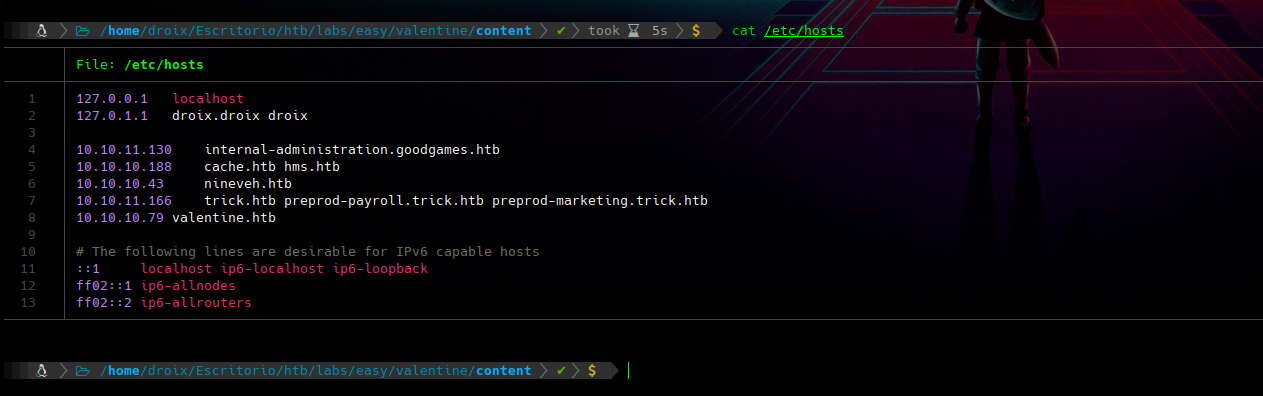 /home/droix/Escritorio/htb/labs/easy/valentine/content ✔ took ⌛ 5s $ cat /etc/hosts
File: /etc/hosts
1 127.0.0.1 localhost
2 127.0.1.1 droix.droix droix
3
4 10.10.11.130 internal-administration.goodgames.htb
5 10.10.10.188 cache.htb hms.htb
6 10.10.10.43 nineveh.htb
7 10.10.11.166 trick.htb preprod-payroll.trick.htb preprod-marketing.trick.htb
8 10.10.10.79 valentine.htb
9
10 # The following lines are desirable for IPv6 capable hosts
11 ::1 localhost ip6-localhost ip6-loopback
12 ff02::1 ip6-allnodes
13 ff02::2 ip6-allrouters
/home/droix/Escritorio/htb/labs/easy/valentine/content ✔ $